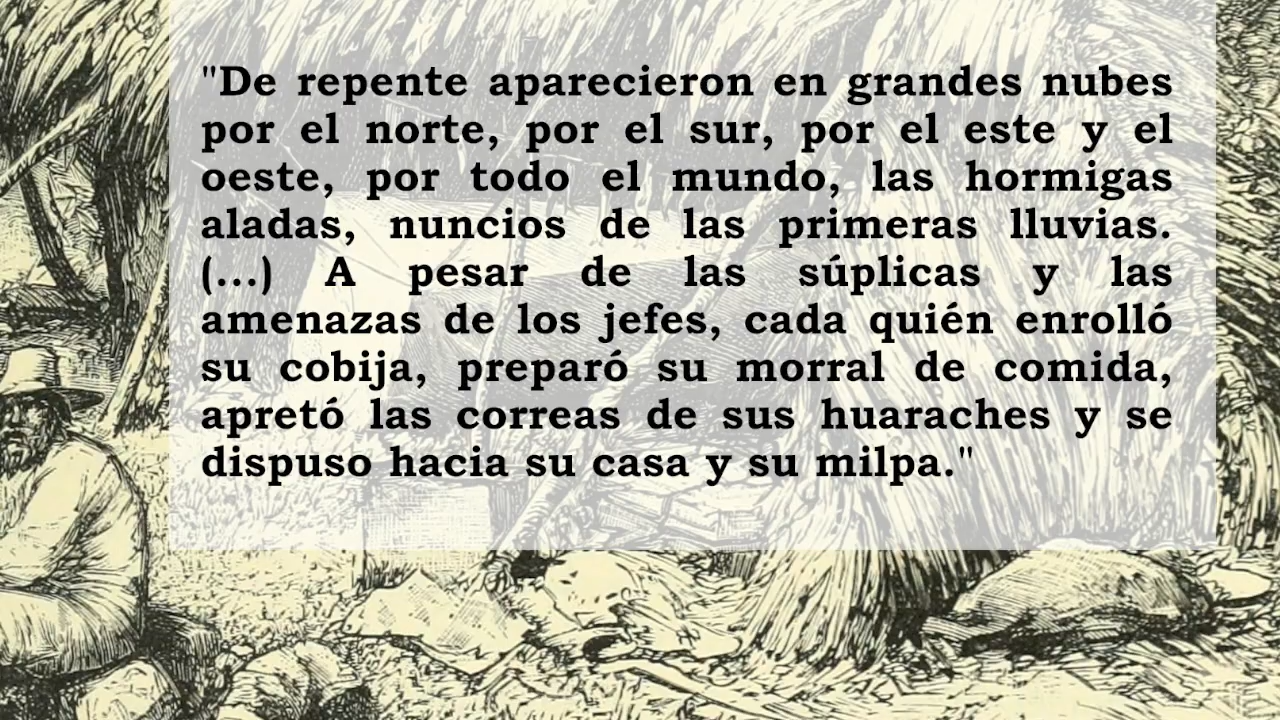 "De repente aparecieron en grandes nubes
por el norte, por el sur, por el este y el
oeste, por todo el mundo, las hormigas
aladas, nuncios de las primeras lluvias.
(...) A pesar de las súplicas y las
amenazas de los jefes, cada quién enrolló
su cobija, preparó su morral de comida,
apretó las correas de sus huaraches y se
dispuso hacia su casa y su milpa."